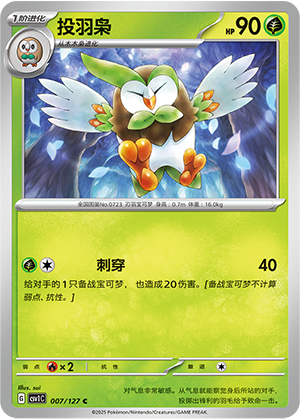 1阶进化 投羽枭 HP 90
从木木枭进化
全国图鉴No.0723 刃羽宝可梦 身高：0.7m 体重：16.0kg
刺穿 40
给对手的1只备战宝可梦，也造成20伤害。[备战宝可梦不计算
弱点、抗性。]
弱点 ×2 抗性 撤退
Illus. sui
G CSV1C 007/127 C
对气息非常敏感。从气息就能察觉身后所站的对手，
投掷出锋利的羽毛给予致命一击。
©2025 Pokémon/Nintendo/Creatures/GAME FREAK.